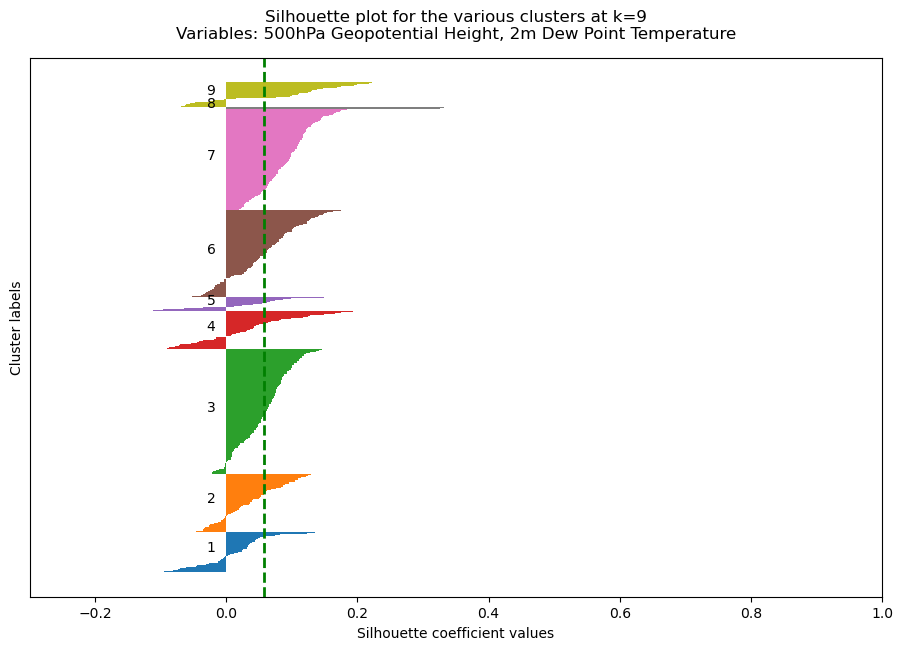 Silhouette plot for the various clusters at k=9
Variables: 500hPa Geopotential Height, 2m Dew Point Temperature
9
8
7
6
5
4
3
2
1
Cluster labels
−0.2 0.0 0.2 0.4 0.6 0.8 1.0
Silhouette coefficient values